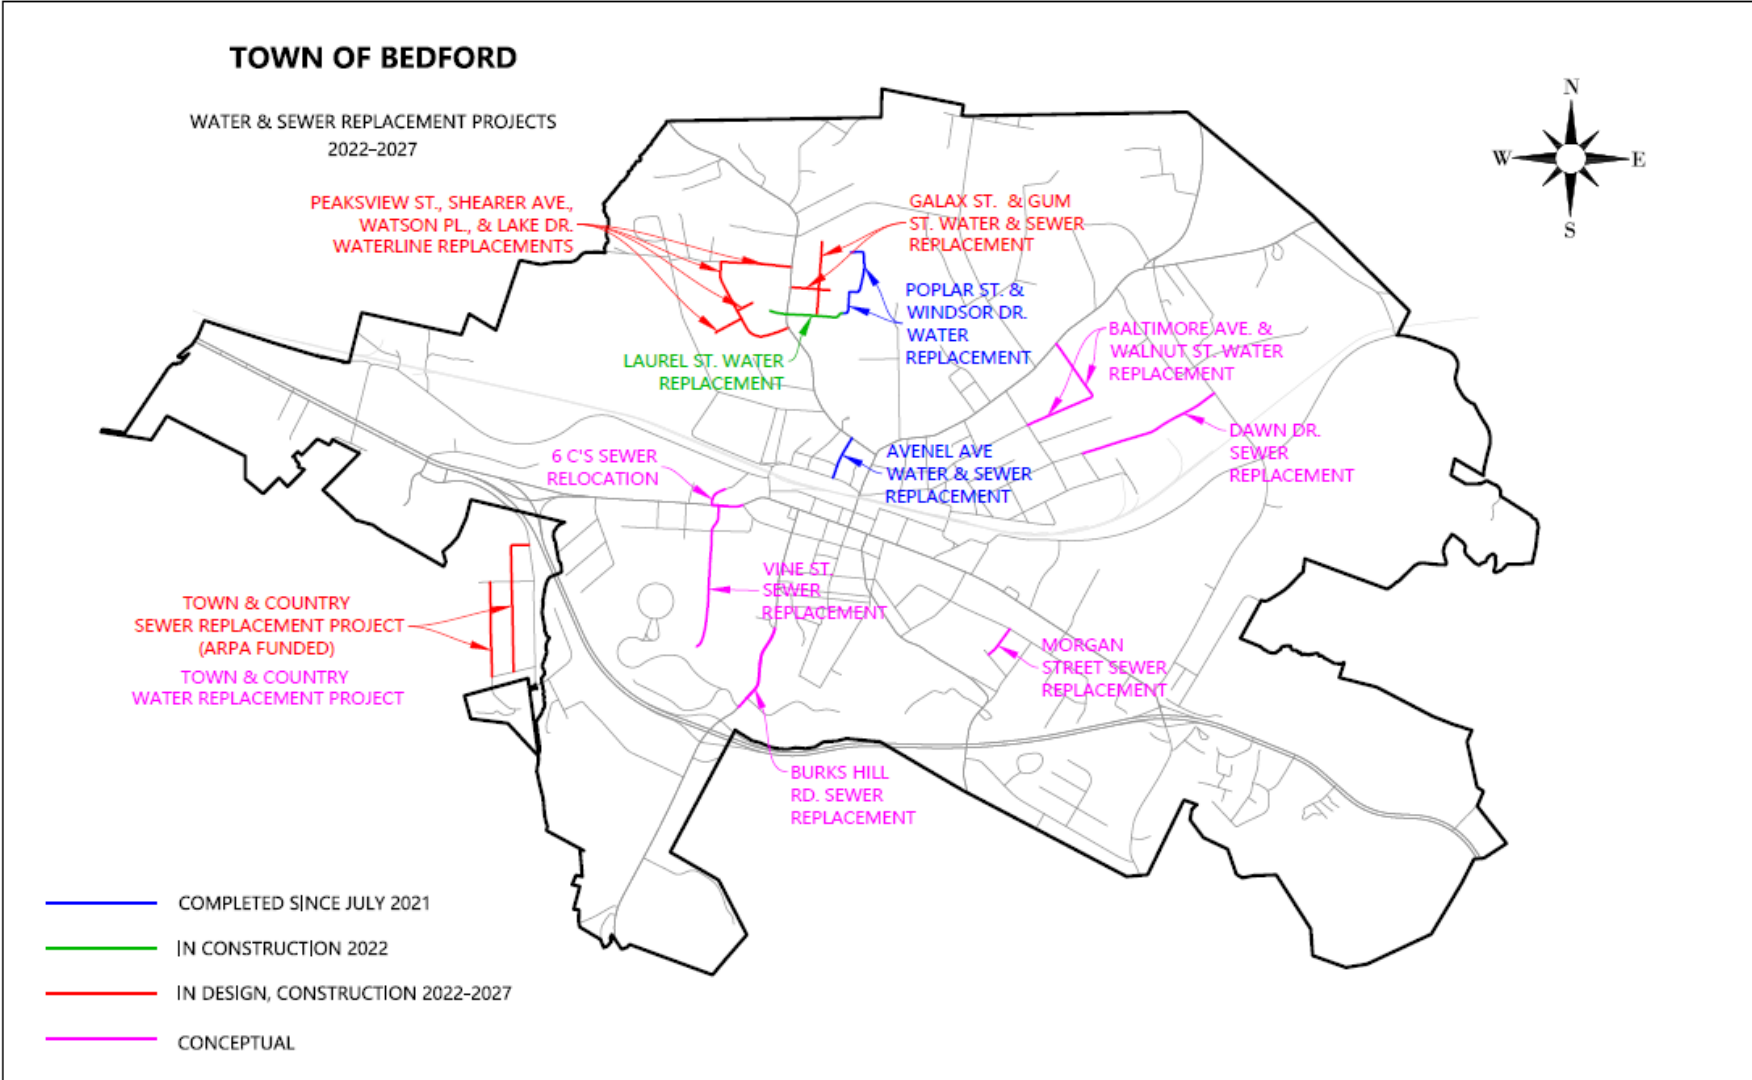 TOWN OF BEDFORD
WATER & SEWER REPLACEMENT PROJECTS
2022-2027
N
W
E
S
PEAKSVIEW ST., SHEARER AVE.,
WATSON PL., & LAKE DR.
WATERLINE REPLACEMENTS
GALAX ST. & GUM
ST. WATER & SEWER
REPLACEMENT
POPLAR ST. &
WINDSOR DR.
WATER
REPLACEMENT
LAUREL ST. WATER
REPLACEMENT
BALTIMORE AVE. &
WALNUT ST. WATER
REPLACEMENT
DAWN DR.
SEWER
REPLACEMENT
6 C'S SEWER
RELOCATION
AVENEL AVE
WATER & SEWER
REPLACEMENT
VINE ST.
SEWER
REPLACEMENT
TOWN & COUNTRY
SEWER REPLACEMENT PROJECT
(ARPA FUNDED)
TOWN & COUNTRY
WATER REPLACEMENT PROJECT
MORGAN
STREET SEWER
REPLACEMENT
BURKS HILL
RD. SEWER
REPLACEMENT
COMPLETED SINCE JULY 2021
IN CONSTRUCTION 2022
IN DESIGN, CONSTRUCTION 2022-2027
CONCEPTUAL